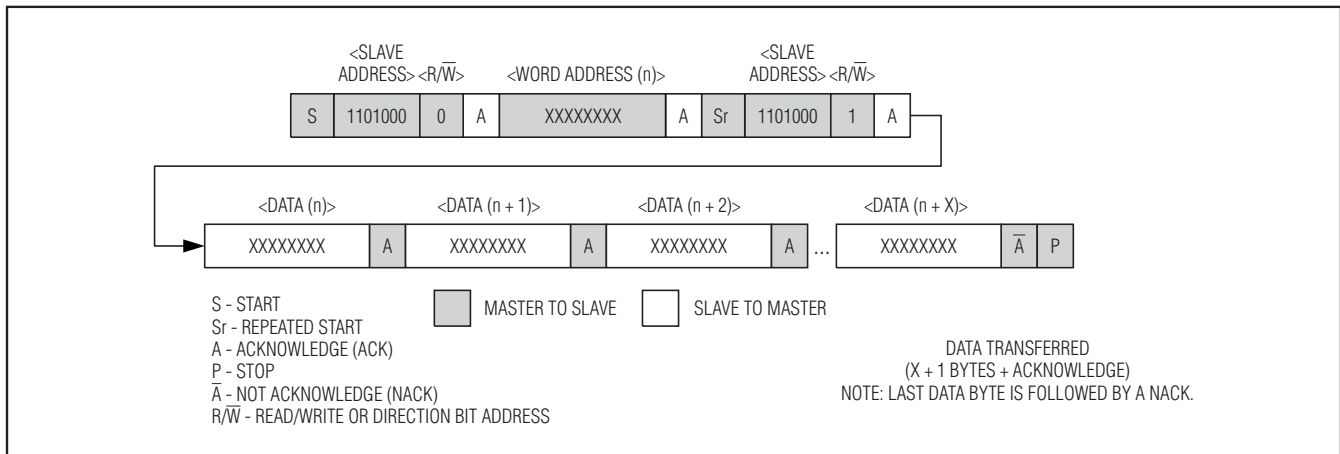 <SLAVE
ADDRESS> <R/W̅> <WORD ADDRESS (n)> <SLAVE
ADDRESS> <R/W̅>
S 1101000 0 A XXXXXXXX A Sr 1101000 1 A
<DATA (n)> <DATA (n + 1)> <DATA (n + 2)> <DATA (n + X)>
XXXXXXXX A XXXXXXXX A XXXXXXXX A ... XXXXXXXX A̅ P
S - START
Sr - REPEATED START
A - ACKNOWLEDGE (ACK)
P - STOP
A̅ - NOT ACKNOWLEDGE (NACK)
R/W̅ - READ/WRITE OR DIRECTION BIT ADDRESS
MASTER TO SLAVE SLAVE TO MASTER
DATA TRANSFERRED
(X + 1 BYTES + ACKNOWLEDGE)
NOTE: LAST DATA BYTE IS FOLLOWED BY A NACK.